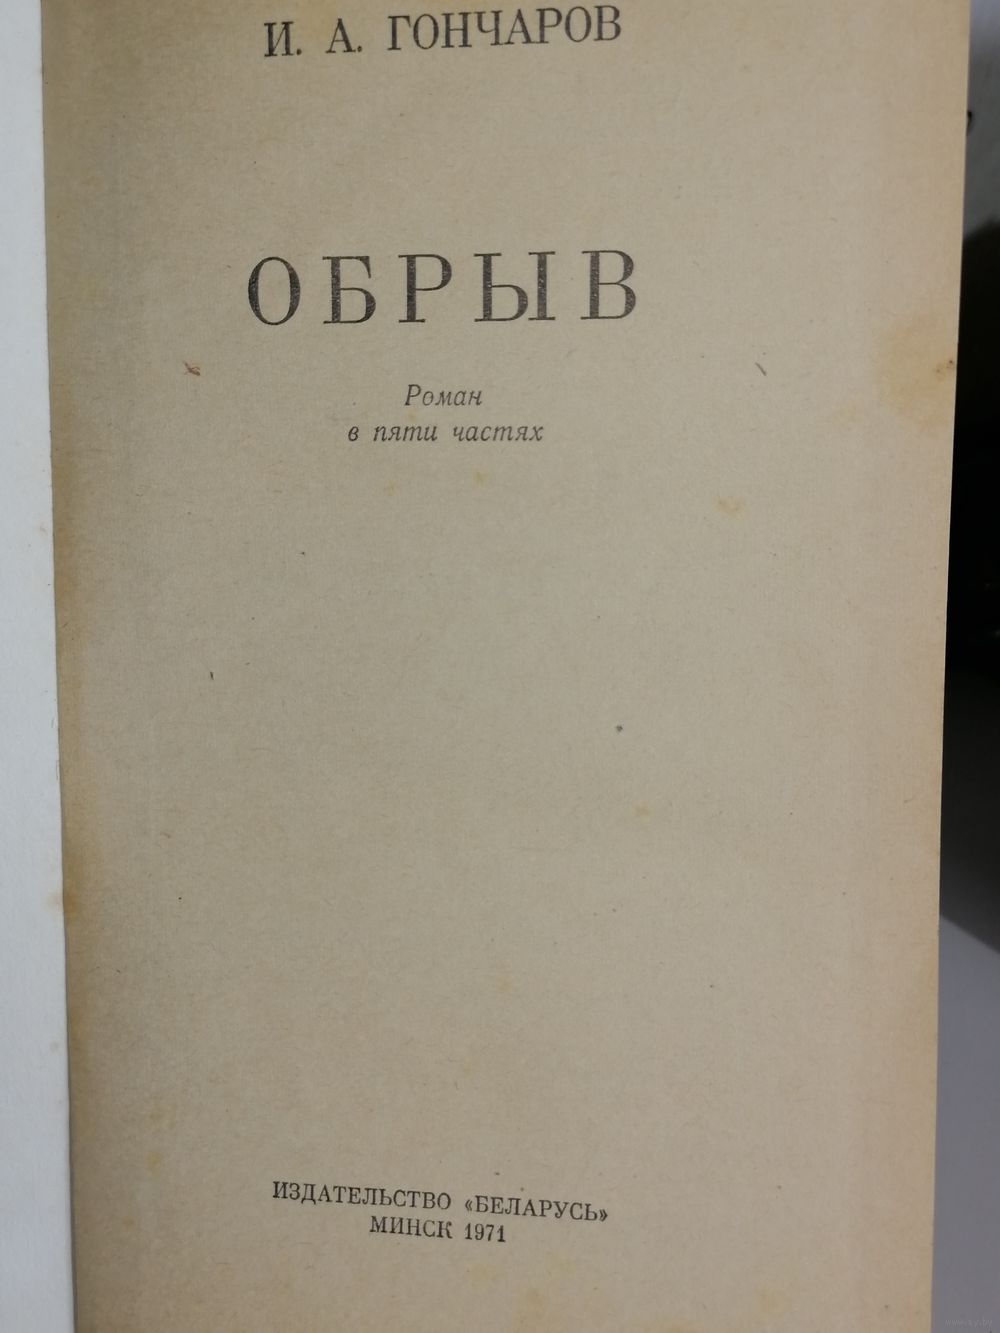 И. А. ГОНЧАРОВ
ОБРЫВ
Роман
в пяти частях
ИЗДАТЕЛЬСТВО «БЕЛАРУСЬ»
МИНСК 1971